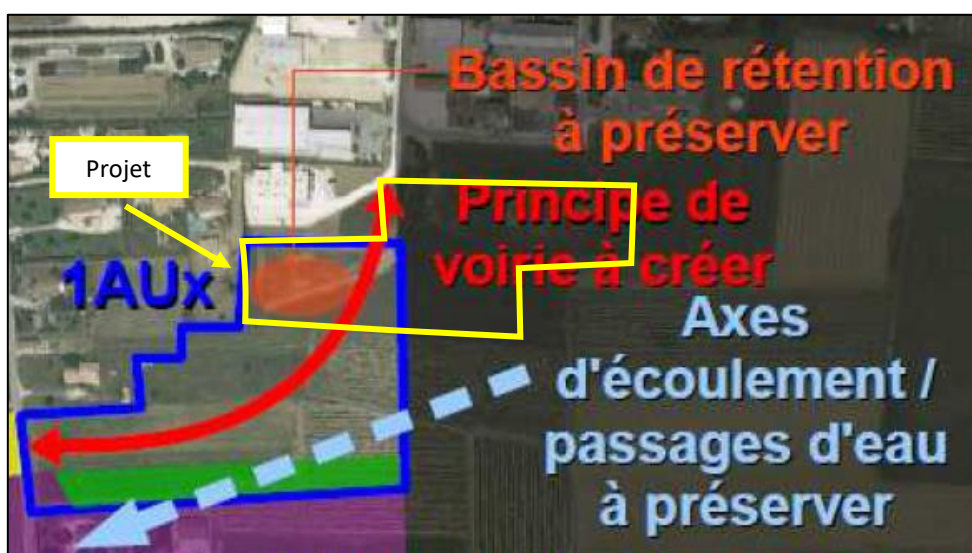 Bassin de rétention
à préserver
Projet
Principe de
voirie à créer
1AUx
Axes
d'écoulement /
passages d'eau
à préserver